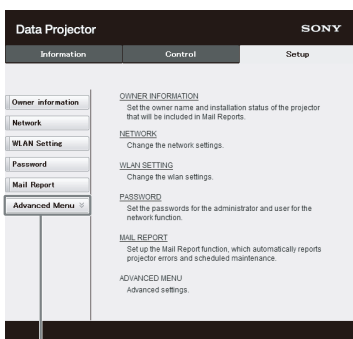 Data Projector
SONY
Information
Control
Setup
Owner information
Network
WLAN Setting
Password
Mail Report
Advanced Menu
OWNER INFORMATION
Set the owner name and installation status of the projector
that will be included in Mail Reports.
NETWORK
Change the network settings.
WLAN SETTING
Change the wlan settings.
PASSWORD
Set the passwords for the administrator and user for the
network function.
MAIL REPORT
Set up the Mail Report function, which automatically reports
projector errors and scheduled maintenance.
ADVANCED MENU
Advanced settings.